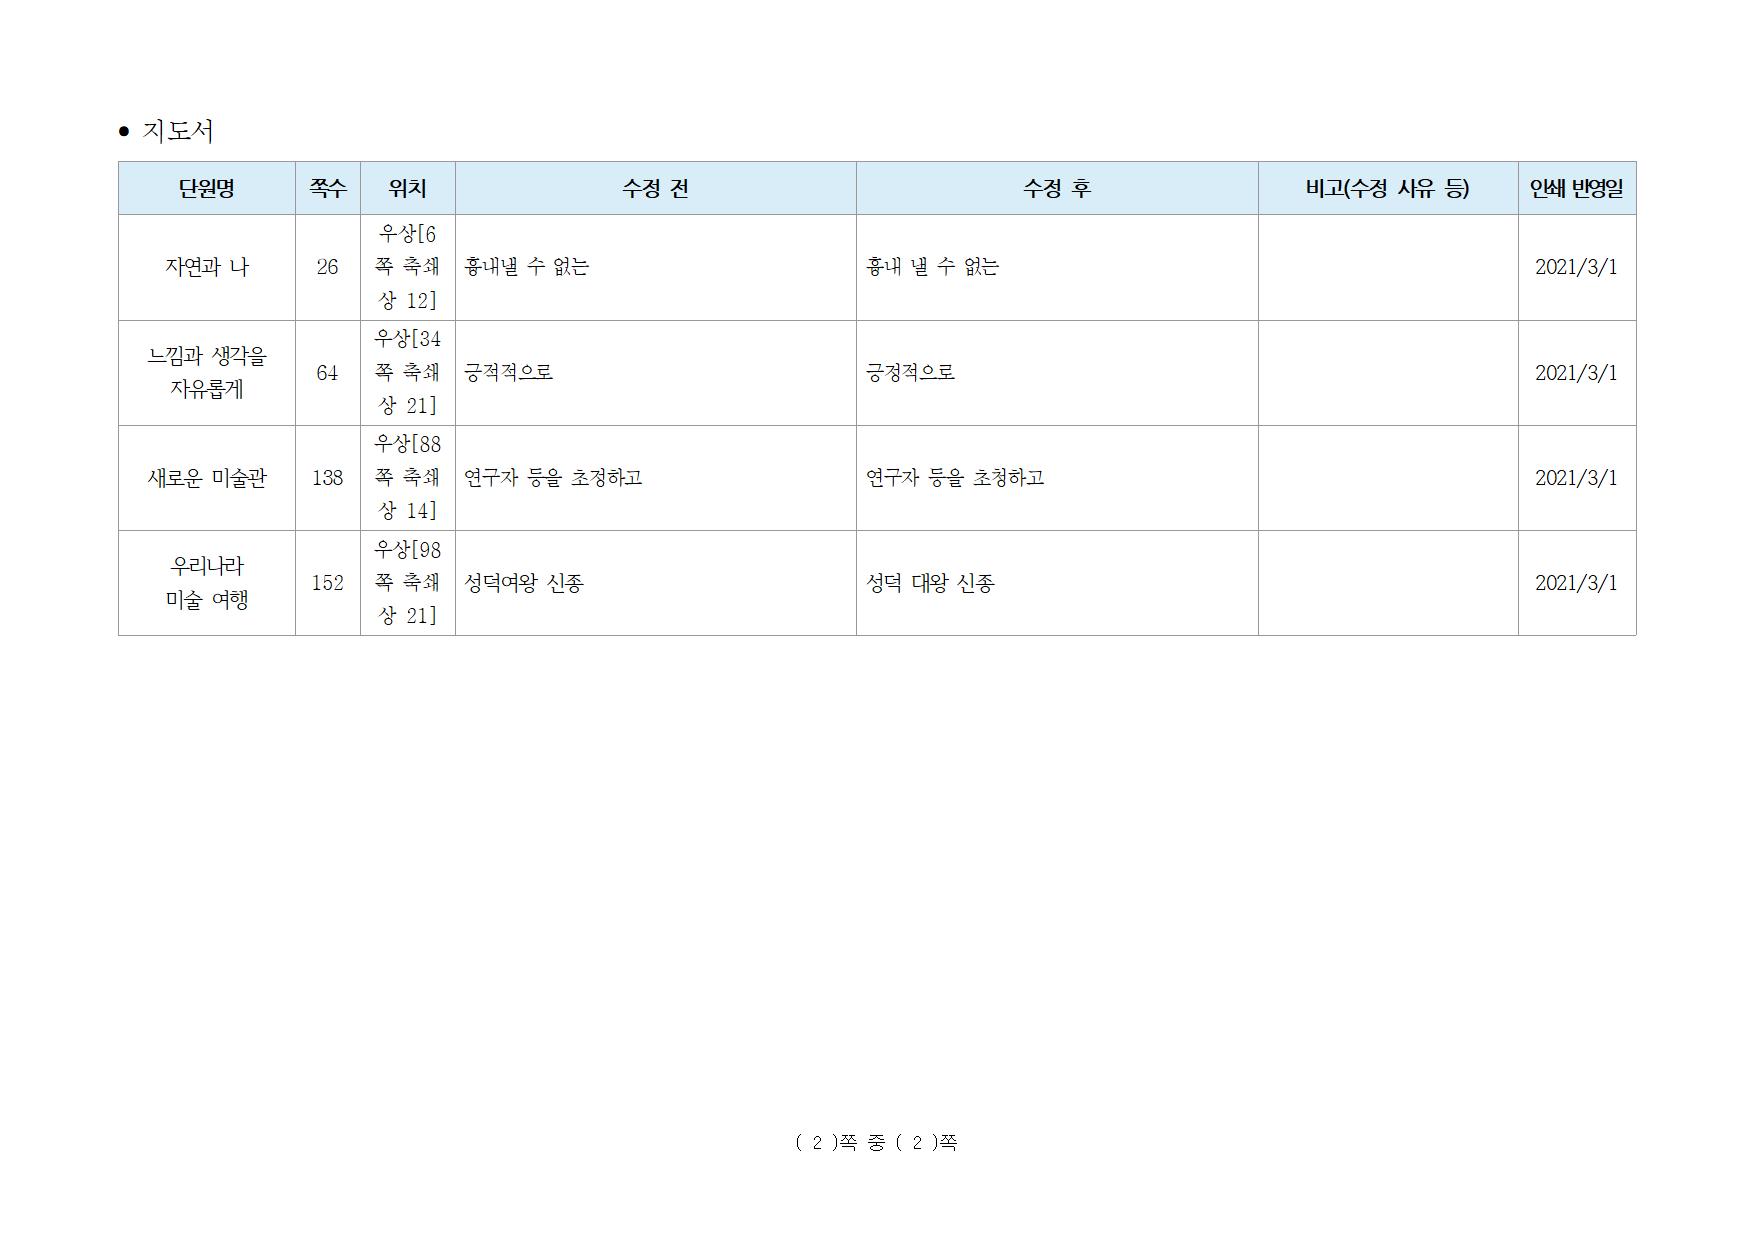 • 지도서
단원명 쪽수 위치 수정 전 수정 후 비고(수정 사유 등) 인쇄 반영일
자연과 나 26 우상[6
쪽 축쇄
상 12] 흉내낼 수 없는 흉내 낼 수 없는 2021/3/1
느낌과 생각을
자유롭게 64 우상[34
쪽 축쇄
상 21] 긍적적으로 긍정적으로 2021/3/1
새로운 미술관 138 우상[88
쪽 축쇄
상 14] 연구자 등을 초정하고 연구자 등을 초청하고 2021/3/1
우리나라
미술 여행 152 우상[98
쪽 축쇄
상 21] 성덕여왕 신종 성덕 대왕 신종 2021/3/1
( 2 )쪽 중 ( 2 )쪽